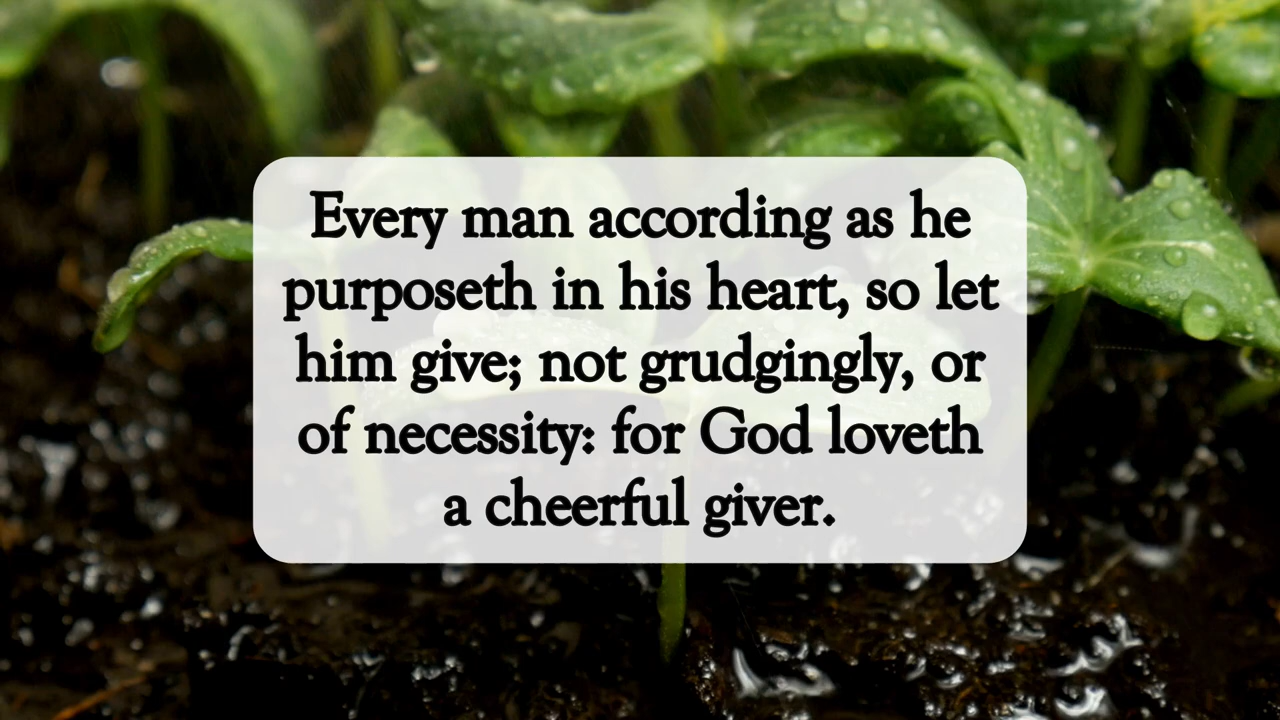 Every man according as he
purposeth in his heart, so let
him give; not grudgingly, or
of necessity: for God loveth
a cheerful giver.